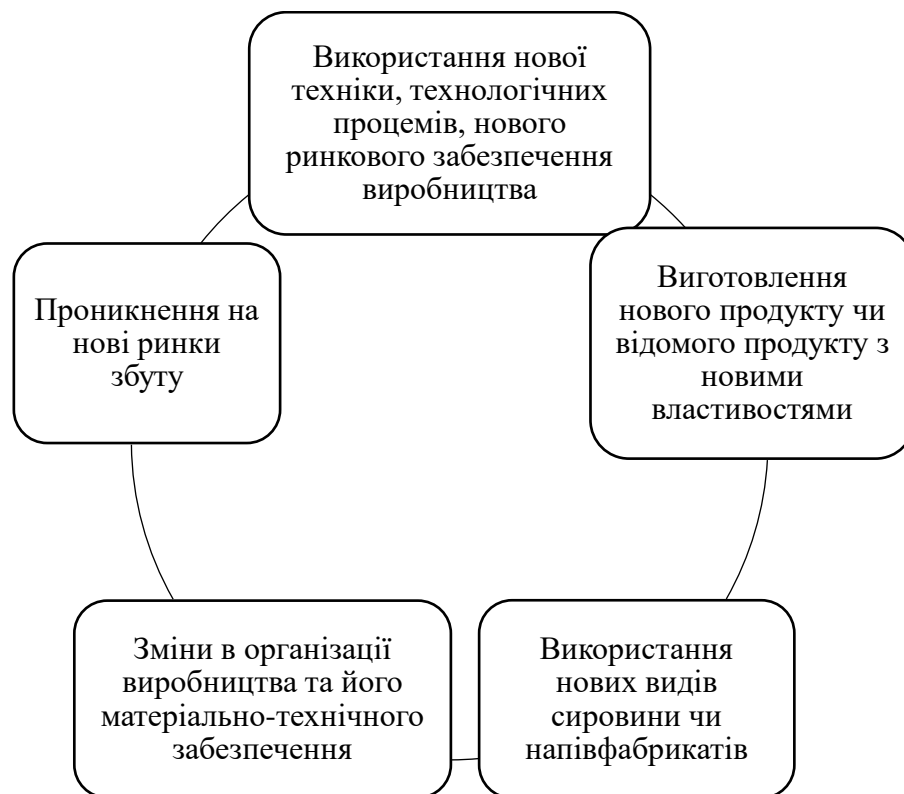 Використання нової
техніки, технологічних
процемів, нового
ринкового забезпечення
виробництва
Виготовлення
нового продукту чи
відомого продукту з
новими
властивостями
Використання
нових видів
сировини чи
напівфабрикатів
Зміни в організації
виробництва та його
матеріально-технічного
забезпечення
Проникнення на
нові ринки
збуту